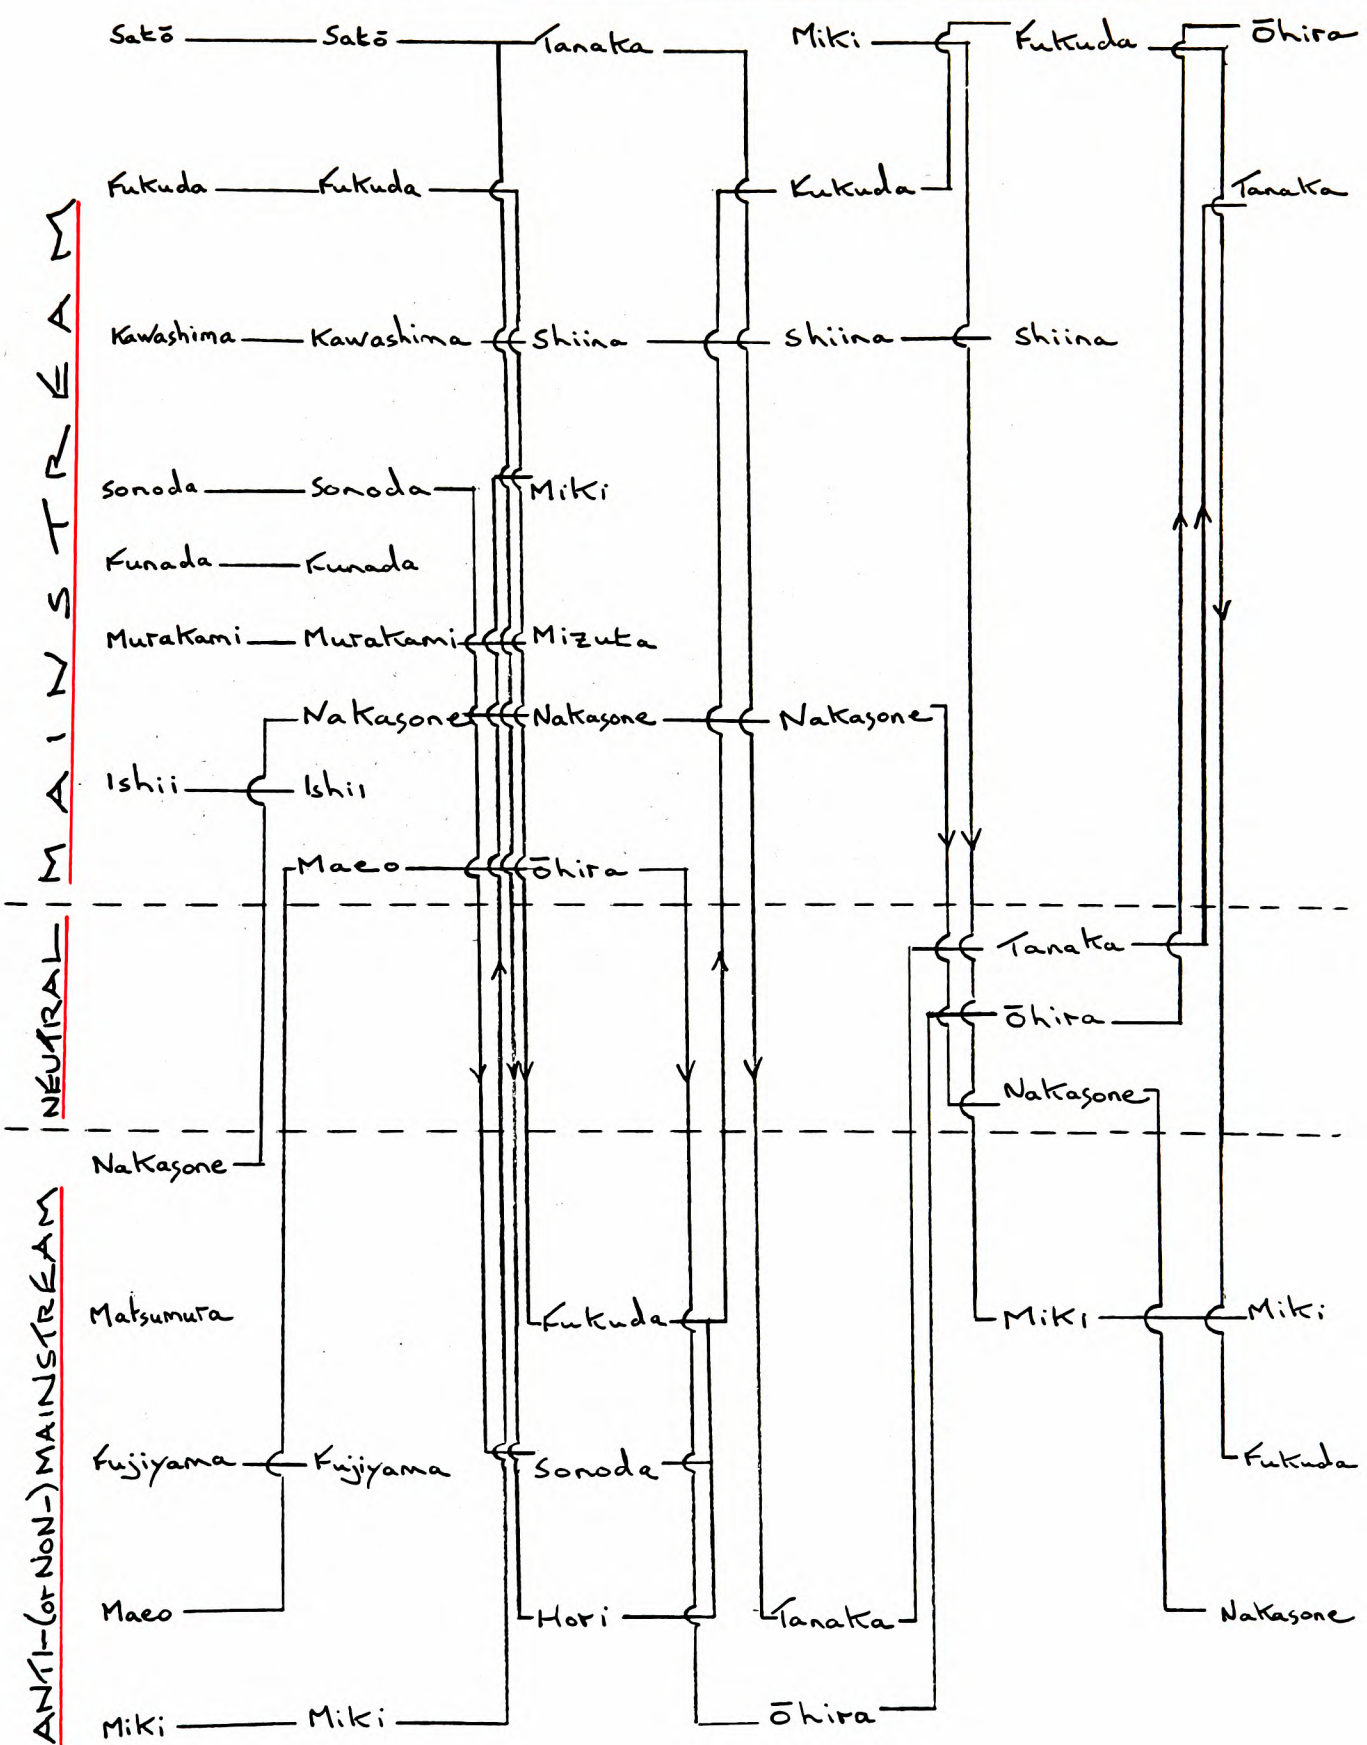 Satō Satō Tanaka Miki Fukuda Ōhira
Fukuda Fukuda Kukuda Tanaka
Kawashima Kawashima Shiina Shiina Shiina
Sonoda Sonoda Miki
Funada Funada
Murakami Murakami Mizuta
Nakasone Nakasone Nakasone
Ishii Ishii
Maeo Ōhira
MAINSTREAM
Tanaka
Ōhira
Nakasone
NEUTRAL
Nakasone
Matsumura Fukuda Miki Miki
Fujiyama Fujiyama Sonoda Fukuda
Maeo Hori Tanaka Nakasone
Miki Miki Ōhira
ANTI-(or NON-) MAINSTREAM